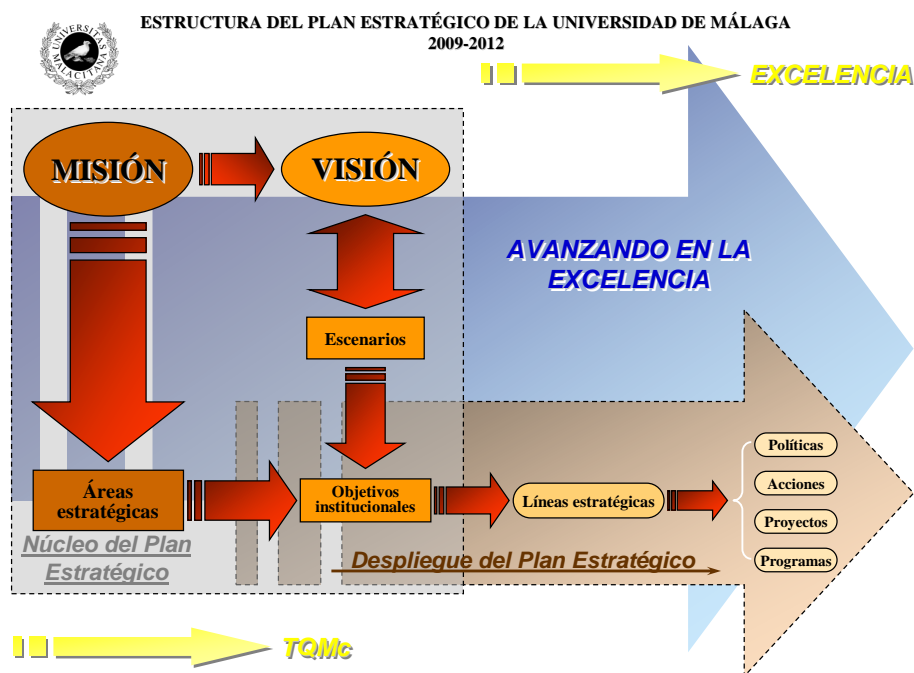 ESTRUCTURA DEL PLAN ESTRATÉGICO DE LA UNIVERSIDAD DE MÁLAGA
2009-2012
UNIVERSITAS
MALACITANA
EXCELENCIA
MISIÓN
VISIÓN
AVANZANDO EN LA
EXCELENCIA
Escenarios
Áreas
estratégicas
Objetivos
institucionales
Líneas estratégicas
Políticas
Acciones
Proyectos
Programas
Núcleo del Plan
Estratégico
Despliegue del Plan Estratégico
TQMc